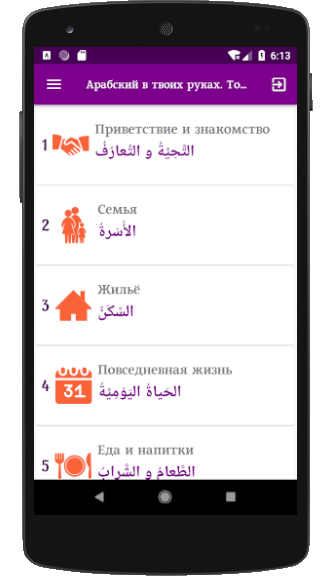 6:13
Арабский в твоих руках. То...
1 Приветствие и знакомство
التَّحِيَّةُ و التَّعارُفُ
2 Семья
الأُسْرةُ
3 Жильё
السَّكَنُ
4 Повседневная жизнь
31
الحَياةُ اليَوْمِيَّةُ
5 Еда и напитки
الطَّعامُ و الشَّرابُ